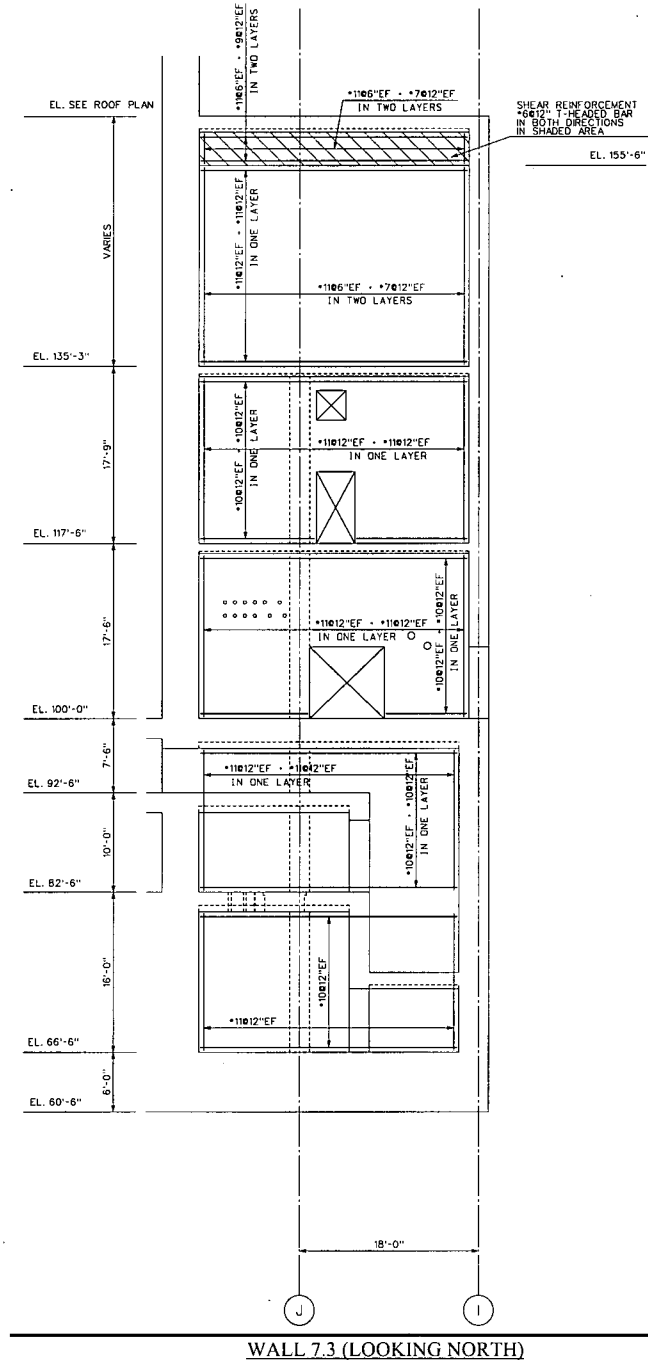 *11@6"EF + *9@12"EF
IN TWO LAYERS
EL. SEE ROOF PLAN
*11@6"EF + *7@12"EF
IN TWO LAYERS
SHEAR REINFORCEMENT
*6@12" T-HEADED BAR
IN BOTH DIRECTIONS
IN SHADED AREA
EL. 155'-6"
VARIES
*11@12"EF + *11@12"EF
IN ONE LAYER
*11@6"EF + *7@12"EF
IN TWO LAYERS
EL. 135'-3"
17'-9"
*10@12"EF + *10@12"EF
IN ONE LAYER
*11@12"EF + *11@12"EF
IN ONE LAYER
EL. 117'-6"
17'-6"
*11@12"EF + *11@12"EF
IN ONE LAYER
*10@12"EF + *10@12"EF
IN ONE LAYER
EL. 100'-0"
7'-6"
*11@12"EF + *11@12"EF
IN ONE LAYER
*10@12"EF + *10@12"EF
IN ONE LAYER
EL. 92'-6"
10'-0"
EL. 82'-6"
16'-0"
*10@12"EF
*11@12"EF
EL. 66'-6"
6'-0"
EL. 60'-6"
18'-0"
J
I
WALL 7.3 (LOOKING NORTH)